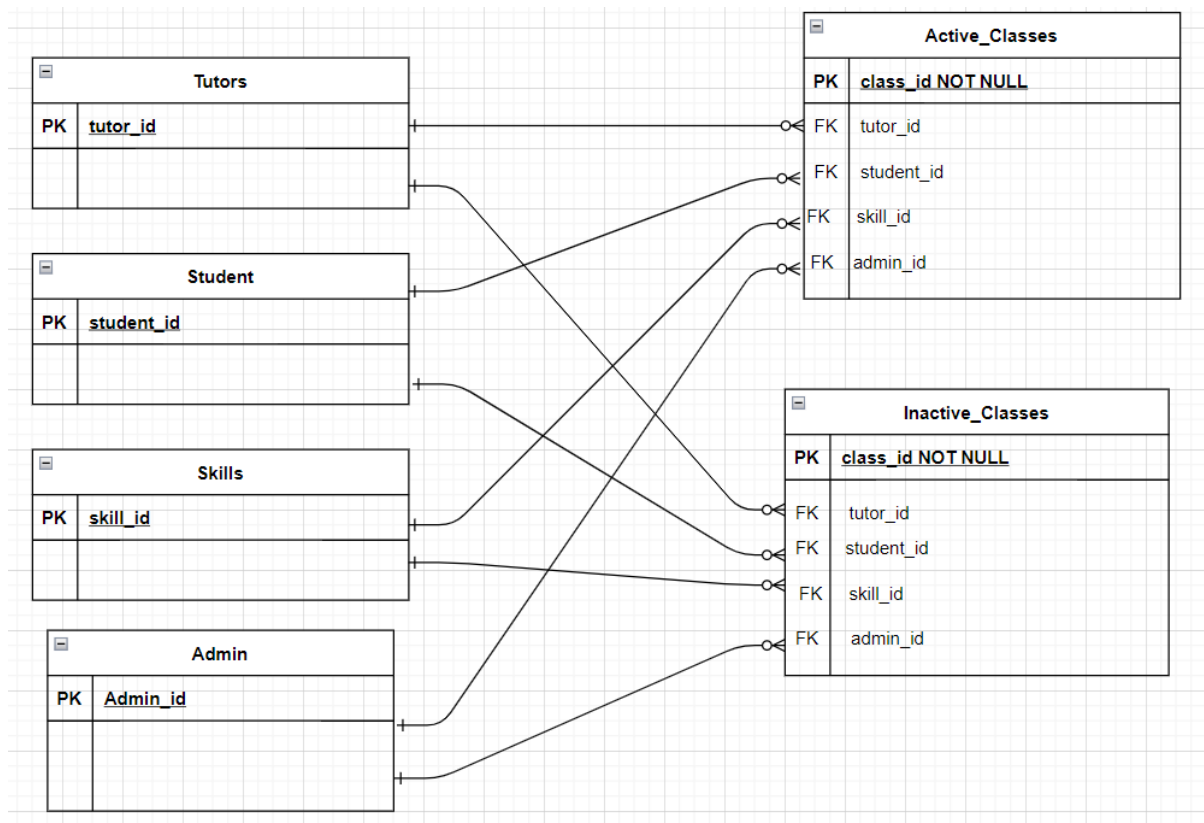 Tutors
PK tutor_id
Student
PK student_id
Skills
PK skill_id
Admin
PK Admin_id
Active_Classes
PK class_id NOT NULL
FK tutor_id
FK student_id
FK skill_id
FK admin_id
Inactive_Classes
PK class_id NOT NULL
FK tutor_id
FK student_id
FK skill_id
FK admin_id